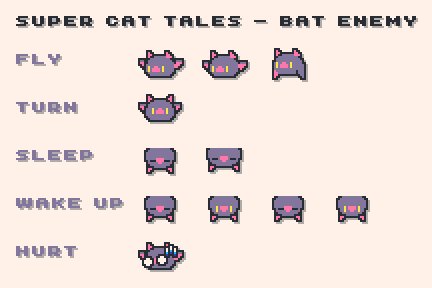 SUPER CAT TALES - BAT ENEMY
FLY
TURN
SLEEP
WAKE UP
HURT